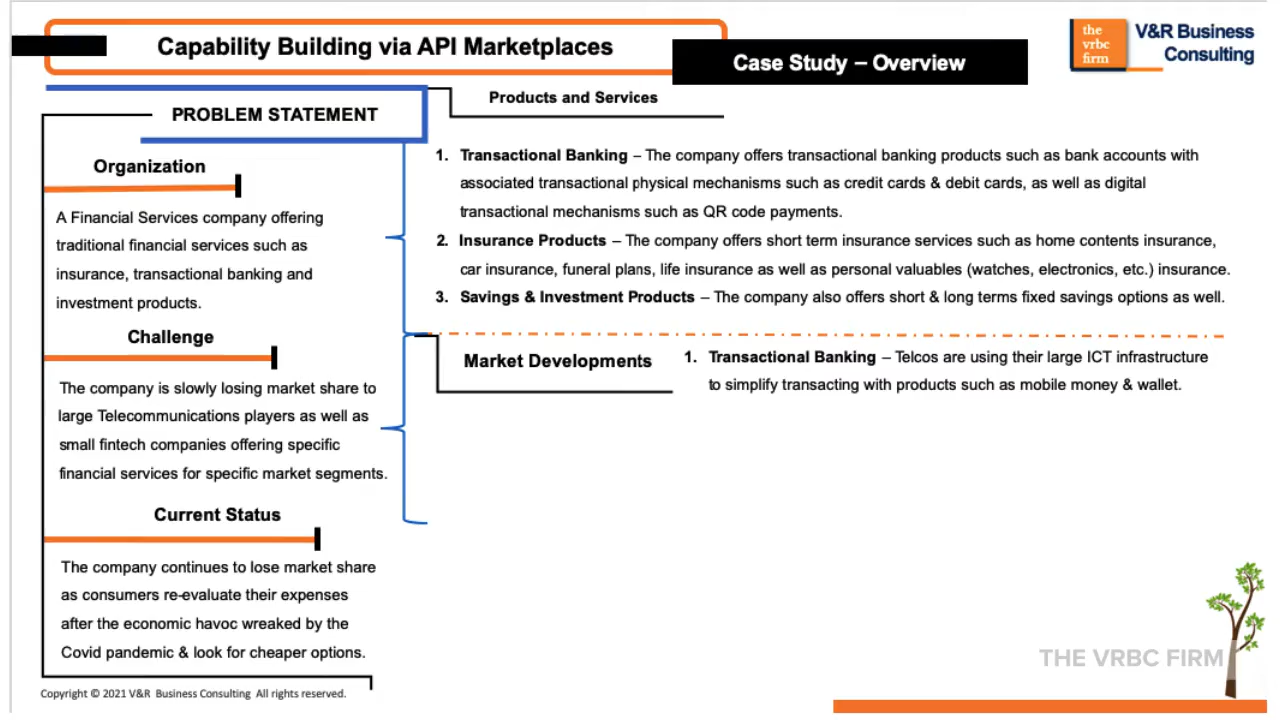 Capability Building via API Marketplaces
Case Study – Overview
the
vrbc
firm
V&R Business
Consulting
PROBLEM STATEMENT
Organization
A Financial Services company offering
traditional financial services such as
insurance, transactional banking and
investment products.
Challenge
The company is slowly losing market share to
large Telecommunications players as well as
small fintech companies offering specific
financial services for specific market segments.
Current Status
The company continues to lose market share
as consumers re-evaluate their expenses
after the economic havoc wreaked by the
Covid pandemic & look for cheaper options.
Products and Services
1. Transactional Banking – The company offers transactional banking products such as bank accounts with
associated transactional physical mechanisms such as credit cards & debit cards, as well as digital
transactional mechanisms such as QR code payments.
2. Insurance Products – The company offers short term insurance services such as home contents insurance,
car insurance, funeral plans, life insurance as well as personal valuables (watches, electronics, etc.) insurance.
3. Savings & Investment Products – The company also offers short & long terms fixed savings options as well.
Market Developments
1. Transactional Banking – Telcos are using their large ICT infrastructure
to simplify transacting with products such as mobile money & wallet.
THE VRBC FIRM
Copyright © 2021 V&R Business Consulting All rights reserved.